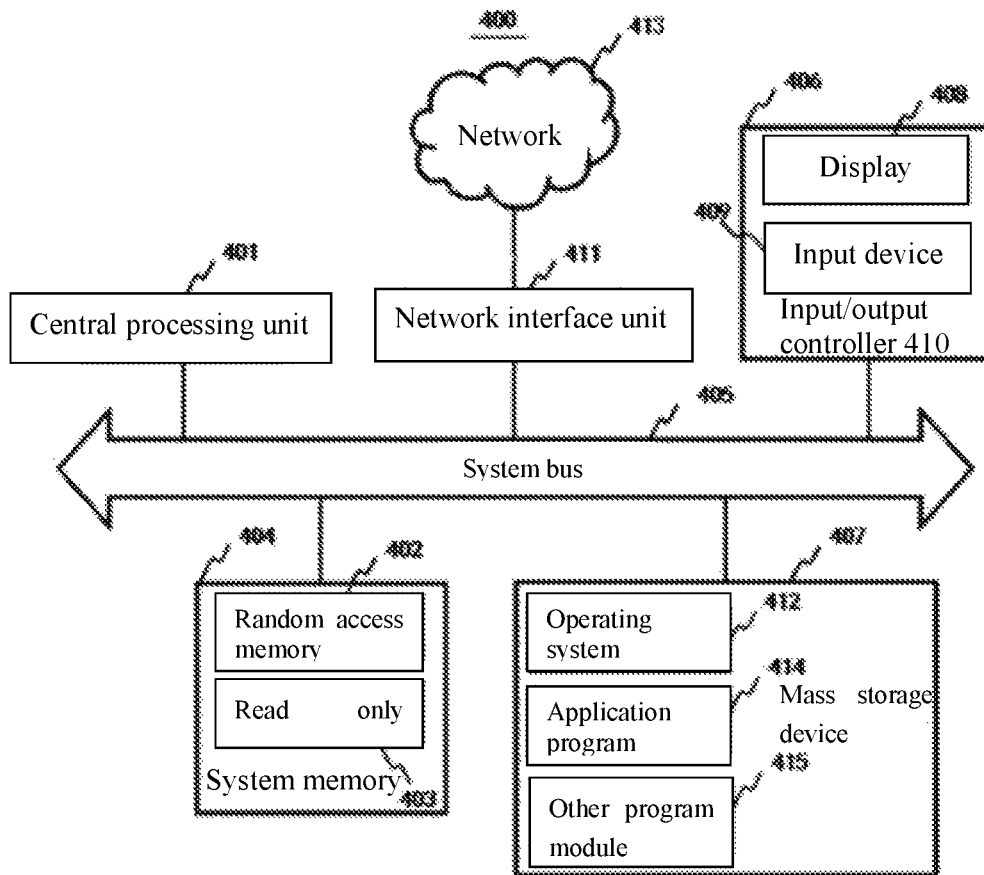 400
413
Network
406
408
Display
409
Input device
Input/output
controller 410
401
Central processing unit
411
Network interface unit
405
System bus
404
402
Random access
memory
Read only
System memory
403
407
412
Operating
system
414
Application
program
Mass storage
device
415
Other program
module